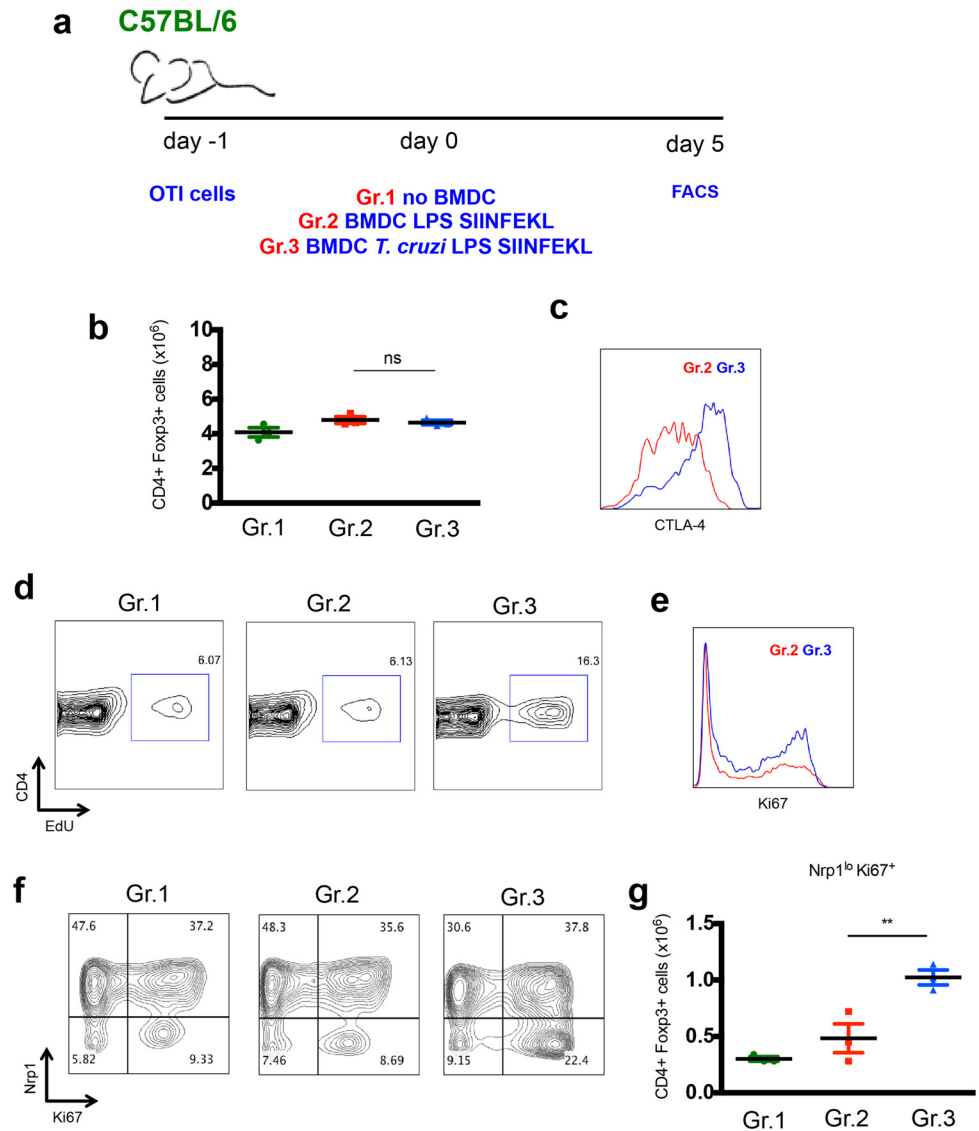 a
C57BL/6
day -1
day 0
day 5
OTI cells
Gr.1 no BMDC
Gr.2 BMDC LPS SIINFEKL
Gr.3 BMDC T. cruzi LPS SIINFEKL
FACS
b
CD4+ Foxp3+ cells (x10⁶)
10
8
6
4
2
0
ns
Gr.1
Gr.2
Gr.3
c
Gr.2 Gr.3
CTLA-4
d
Gr.1
Gr.2
Gr.3
6.07
6.13
16.3
CD4
EdU
e
Gr.2 Gr.3
Ki67
f
Gr.1
Gr.2
Gr.3
47.6
37.2
5.82
9.33
48.3
35.6
7.46
8.69
30.6
37.8
9.15
22.4
Nrp1
Ki67
g
Nrp1ˡᵒ Ki67⁺
CD4+ Foxp3+ cells (x10⁶)
1.5
1.0
0.5
0.0
**
Gr.1
Gr.2
Gr.3